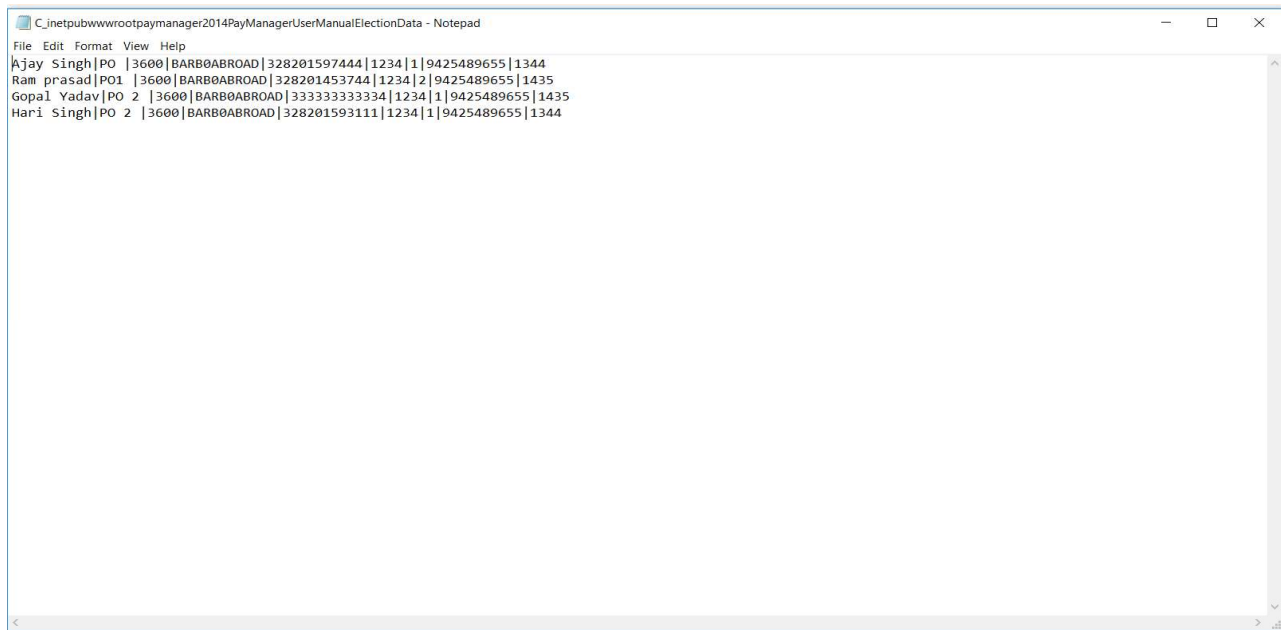 C_inetpubwwwrootpaymanager2014PayManagerUserManualElectionData - Notepad
File Edit Format View Help
Ajay Singh|PO |3600|BARB0ABROAD|328201597444|1234|1|9425489655|1344
Ram prasad|PO1 |3600|BARB0ABROAD|328201453744|1234|2|9425489655|1435
Gopal Yadav|PO 2 |3600|BARB0ABROAD|333333333334|1234|1|9425489655|1435
Hari Singh|PO 2 |3600|BARB0ABROAD|328201593111|1234|1|9425489655|1344